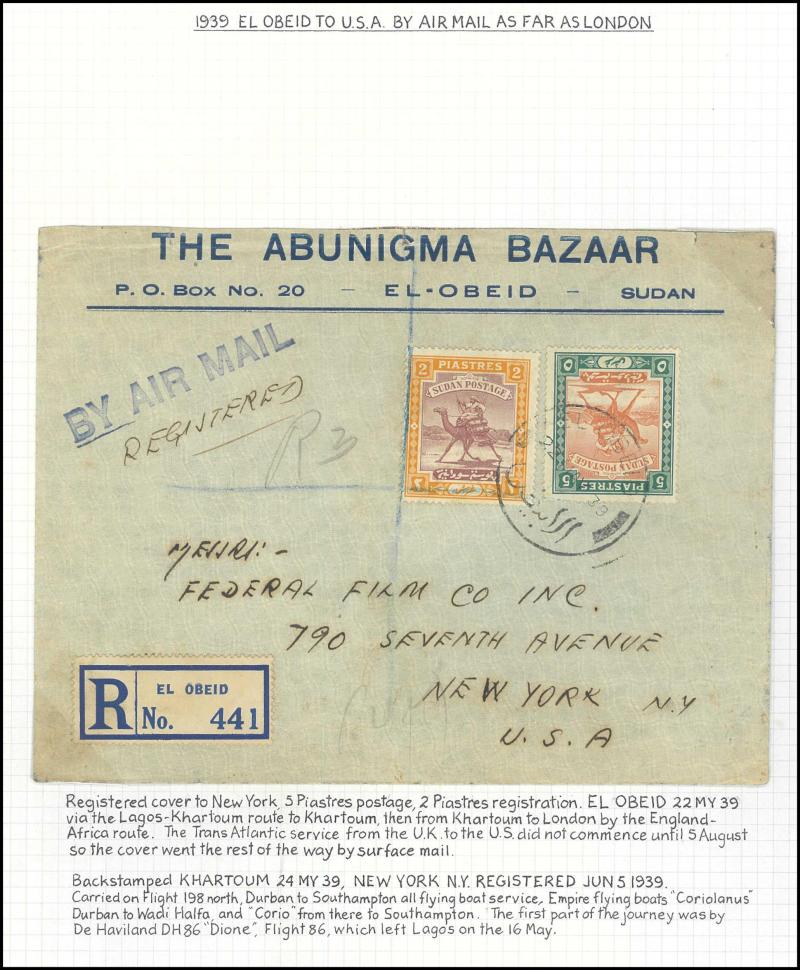 1939 EL OBEID TO U.S.A. BY AIR MAIL AS FAR AS LONDON
THE ABUNIGMA BAZAAR
P.O. BOX NO. 20 – EL-OBEID – SUDAN
BY AIR MAIL
REGISTERED
2 PIASTRES 2
SUDAN POSTAGE
SUDAN POSTAGE
5 PIASTRES 5
MESSRS:-
FEDERAL FILM CO INC.
790 SEVENTH AVENUE
NEW YORK N.Y
U.S.A
R EL OBEID
No. 441
Registered cover to New York, 5 Piastres postage, 2 Piastres registration. EL OBEID 22 MY 39
via the Lagos-Khartoum route to Khartoum, then from Khartoum to London by the England-
Africa route. The Trans Atlantic service from the U.K. to the U.S. did not commence until 5 August
so the cover went the rest of the way by surface mail.
Backstamped KHARTOUM 24 MY 39, NEW YORK N.Y. REGISTERED JUN 5 1939.
Carried on Flight 198 north, Durban to Southampton all flying boat service, Empire flying boats "Coriolanus"
Durban to Wadi Halfa, and "Corio" from there to Southampton. The first part of the journey was by
De Haviland DH86 "Dione", Flight 86, which left Lagos on the 16 May.